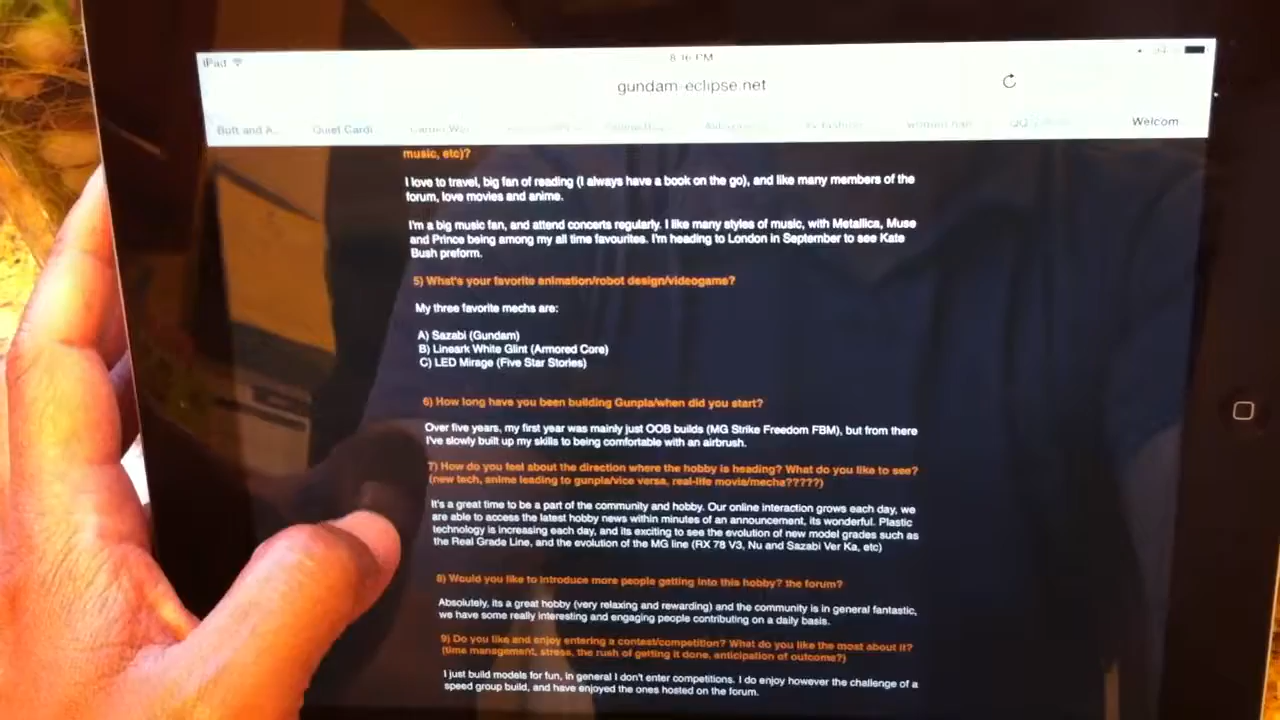 iPad
8:16 PM
gundam-eclipse.net
Butt and A... Quiet Cardi Welcom
music, etc)?
I love to travel, big fan of reading (I always have a book on the go), and like many members of the
forum, love movies and anime.
I'm a big music fan, and attend concerts regularly. I like many styles of music, with Metallica, Muse
and Prince being among my all time favourites. I'm heading to London in September to see Kate
Bush preform.
5) What's your favorite animation/robot design/videogame?
My three favorite mechs are:
A) Sazabi (Gundam)
B) Lineark White Glint (Armored Core)
C) LED Mirage (Five Star Stories)
6) How long have you been building Gunpla/when did you start?
Over five years, my first year was mainly just OOB builds (MG Strike Freedom FBM), but from there
I've slowly built up my skills to being comfortable with an airbrush.
7) How do you feel about the direction where the hobby is heading? What do you like to see?
(new tech, anime leading to gunpla/vice versa, real-life movie/mecha?????)
It's a great time to be a part of the community and hobby. Our online interaction grows each day, we
are able to access the latest hobby news within minutes of an announcement, its wonderful. Plastic
technology is increasing each day, and its exciting to see the evolution of new model grades such as
the Real Grade Line, and the evolution of the MG line (RX 78 V3, Nu and Sazabi Ver Ka, etc)
8) Would you like to introduce more people getting into this hobby? the forum?
Absolutely, its a great hobby (very relaxing and rewarding) and the community is in general fantastic,
we have some really interesting and engaging people contributing on a daily basis.
9) Do you like and enjoy entering a contest/competition? What do you like the most about it?
(time management, stress, the rush of getting it done, anticipation of outcome?)
I just build models for fun, in general I don't enter competitions. I do enjoy however the challenge of a
speed group build, and have enjoyed the ones hosted on the forum.